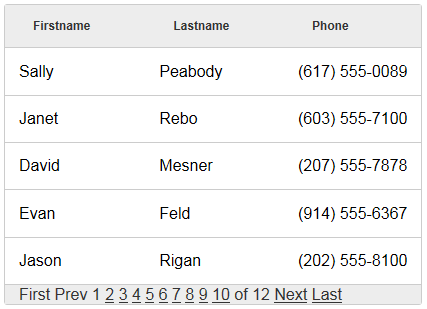 Firstname Lastname Phone
Sally Peabody (617) 555-0089
Janet Rebo (603) 555-7100
David Mesner (207) 555-7878
Evan Feld (914) 555-6367
Jason Rigan (202) 555-8100
First Prev 1 2 3 4 5 6 7 8 9 10 of 12 Next Last